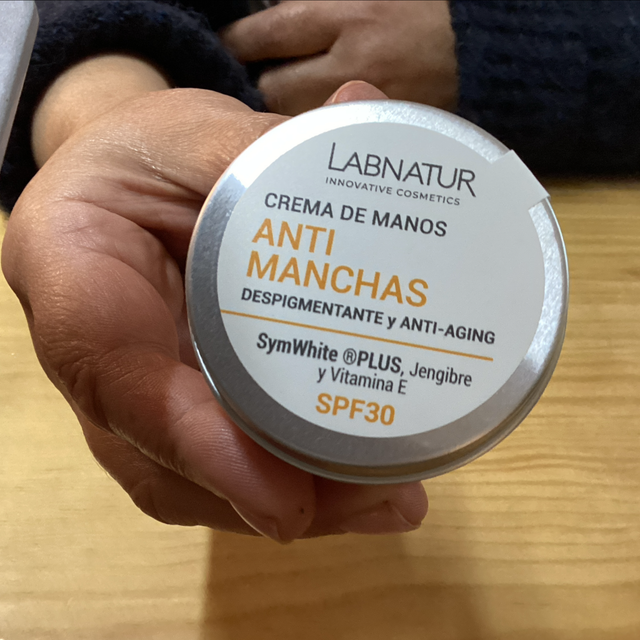 LABNATUR
INNOVATIVE COSMETICS
CREMA DE MANOS
ANTI
MANCHAS
DESPIGMENTANTE y ANTI-AGING
SymWhite ®PLUS, Jengibre
y Vitamina E
SPF30